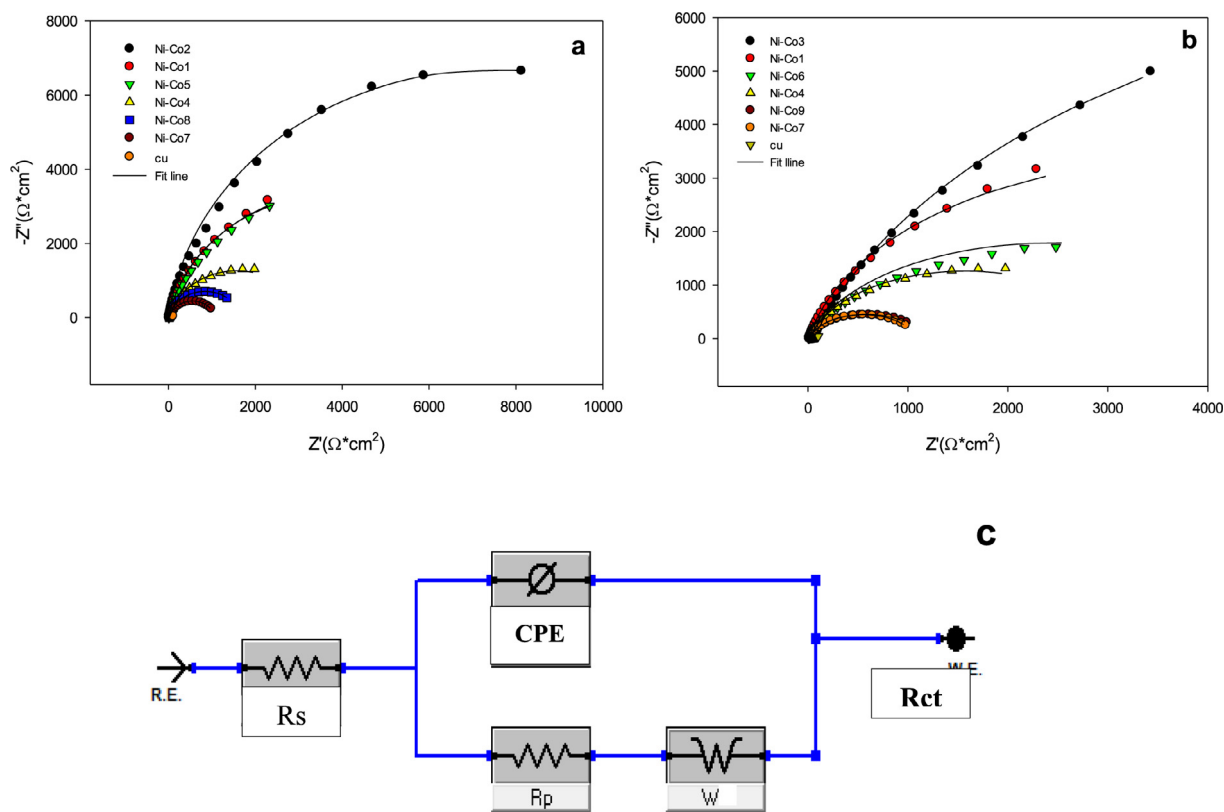 a
8000
6000
4000
2000
0
-Z"(Ω*cm²)
Ni-Co2
Ni-Co1
Ni-Co5
Ni-Co4
Ni-Co8
Ni-Co7
cu
Fit line
0 2000 4000 6000 8000 10000
Z'(Ω*cm²)
b
6000
5000
4000
3000
2000
1000
0
-Z"(Ω*cm²)
Ni-Co3
Ni-Co1
Ni-Co6
Ni-Co4
Ni-Co9
Ni-Co7
cu
Fit lline
0 1000 2000 3000 4000
Z'(Ω*cm²)
c
CPE
R.E.
Rs
W.E.
Rct
Rp
W